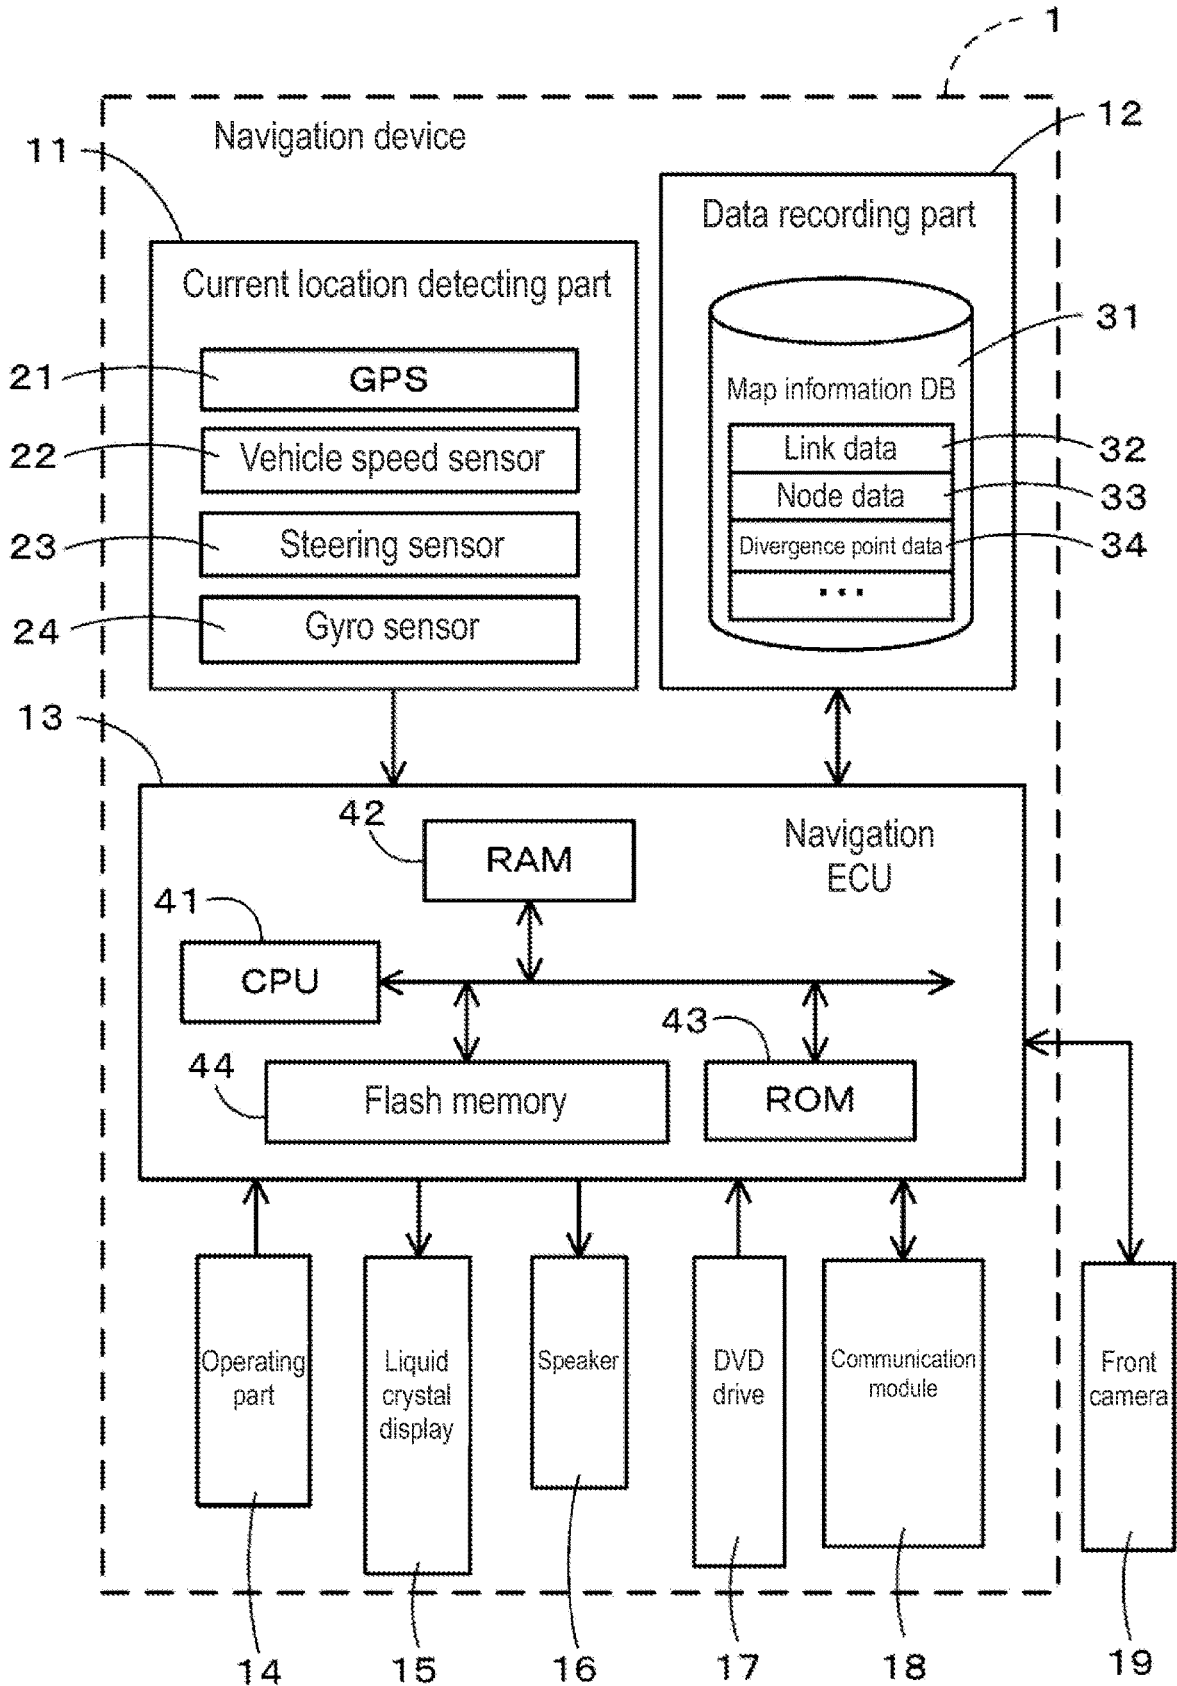 1
Navigation device
12
11
Data recording part
Current location detecting part
31
21
GPS
Map information DB
22
Vehicle speed sensor
Link data
32
Node data
33
23
Steering sensor
Divergence point data
34
...
24
Gyro sensor
13
42
RAM
Navigation
ECU
41
CPU
43
44
Flash memory
ROM
Operating
part
Liquid
crystal
display
Speaker
DVD
drive
Communication
module
Front
camera
14
15
16
17
18
19